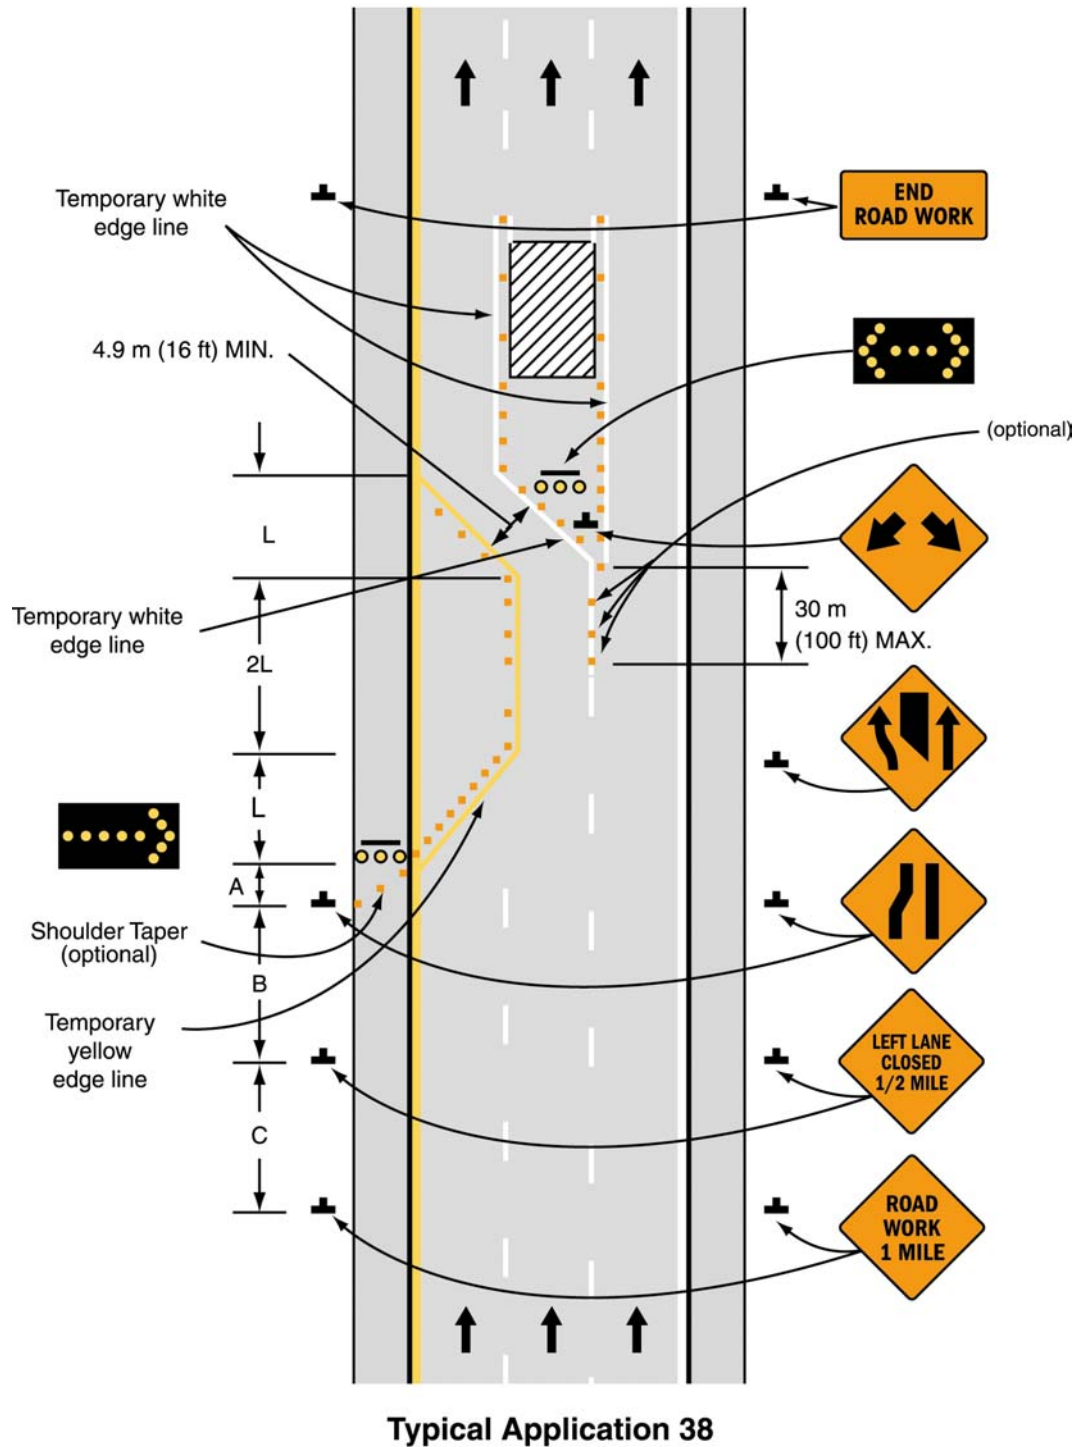 END
ROAD WORK
Temporary white
edge line
4.9 m (16 ft) MIN.
(optional)
L
30 m
(100 ft) MAX.
Temporary white
edge line
2L
L
A
Shoulder Taper
(optional)
B
Temporary
yellow
edge line
LEFT LANE
CLOSED
1/2 MILE
C
ROAD
WORK
1 MILE
Typical Application 38